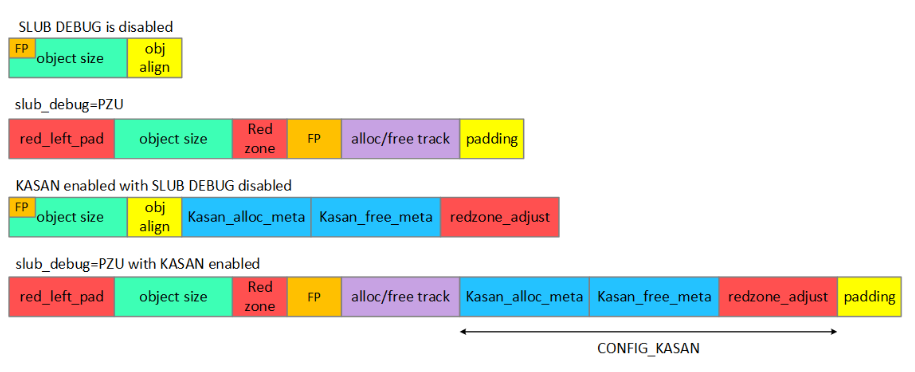 SLUB DEBUG is disabled
FP
object size
obj
align
slub_debug=PZU
red_left_pad
object size
Red
zone
FP
alloc/free track
padding
KASAN enabled with SLUB DEBUG disabled
FP
object size
obj
align
Kasan_alloc_meta
Kasan_free_meta
redzone_adjust
slub_debug=PZU with KASAN enabled
red_left_pad
object size
Red
zone
FP
alloc/free track
Kasan_alloc_meta
Kasan_free_meta
redzone_adjust
padding
CONFIG_KASAN